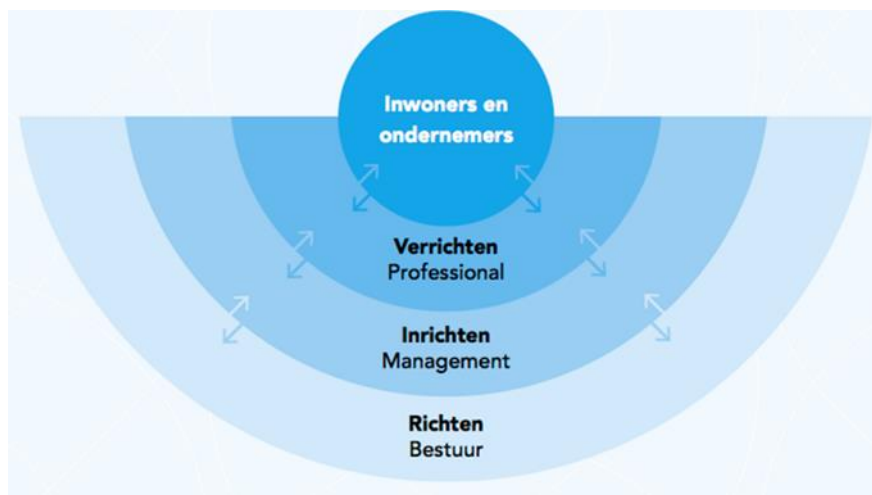 Inwoners en
ondernemers
Verrichten
Professional
Inrichten
Management
Richten
Bestuur